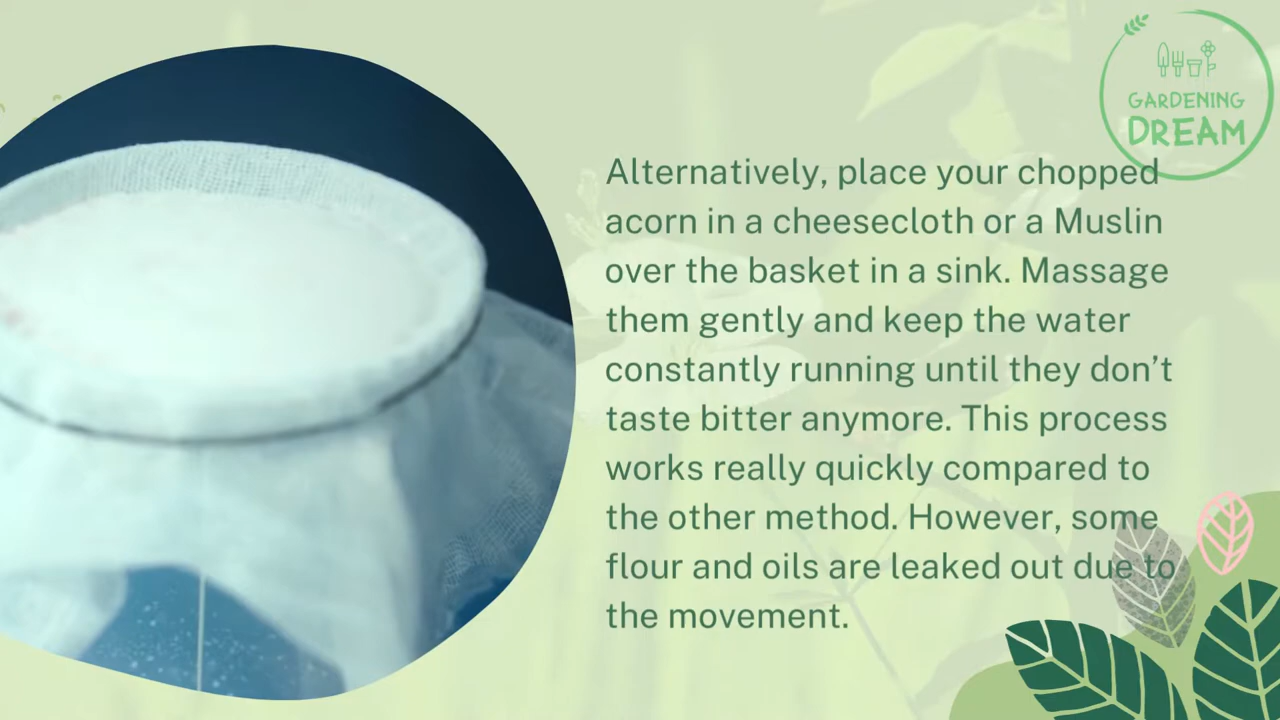 GARDENING
DREAM
Alternatively, place your chopped
acorn in a cheesecloth or a Muslin
over the basket in a sink. Massage
them gently and keep the water
constantly running until they don’t
taste bitter anymore. This process
works really quickly compared to
the other method. However, some
flour and oils are leaked out due to
the movement.